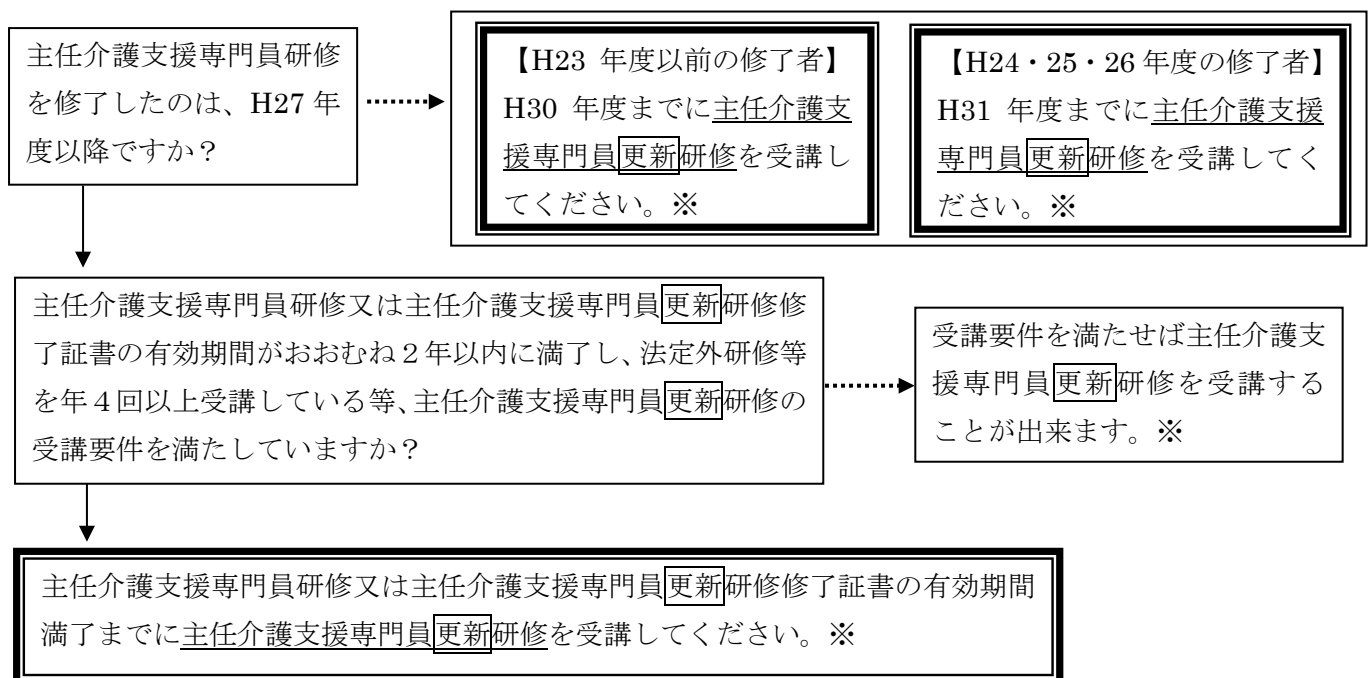 主任介護支援専門員研修
を修了したのは、H27 年
度以降ですか？
【H23 年度以前の修了者】
H30 年度までに主任介護支
援専門員更新研修を受講し
てください。※
【H24・25・26 年度の修了者】
H31 年度までに主任介護支援
専門員更新研修を受講してく
ださい。※
主任介護支援専門員研修又は主任介護支援専門員更新研修修
了証書の有効期間がおおむね２年以内に満了し、法定外研修等
を年４回以上受講している等、主任介護支援専門員更新研修の
受講要件を満たしていますか？
受講要件を満たせば主任介護支
援専門員更新研修を受講する
ことが出来ます。※
主任介護支援専門員研修又は主任介護支援専門員更新研修修了証書の有効期間
満了までに主任介護支援専門員更新研修を受講してください。※